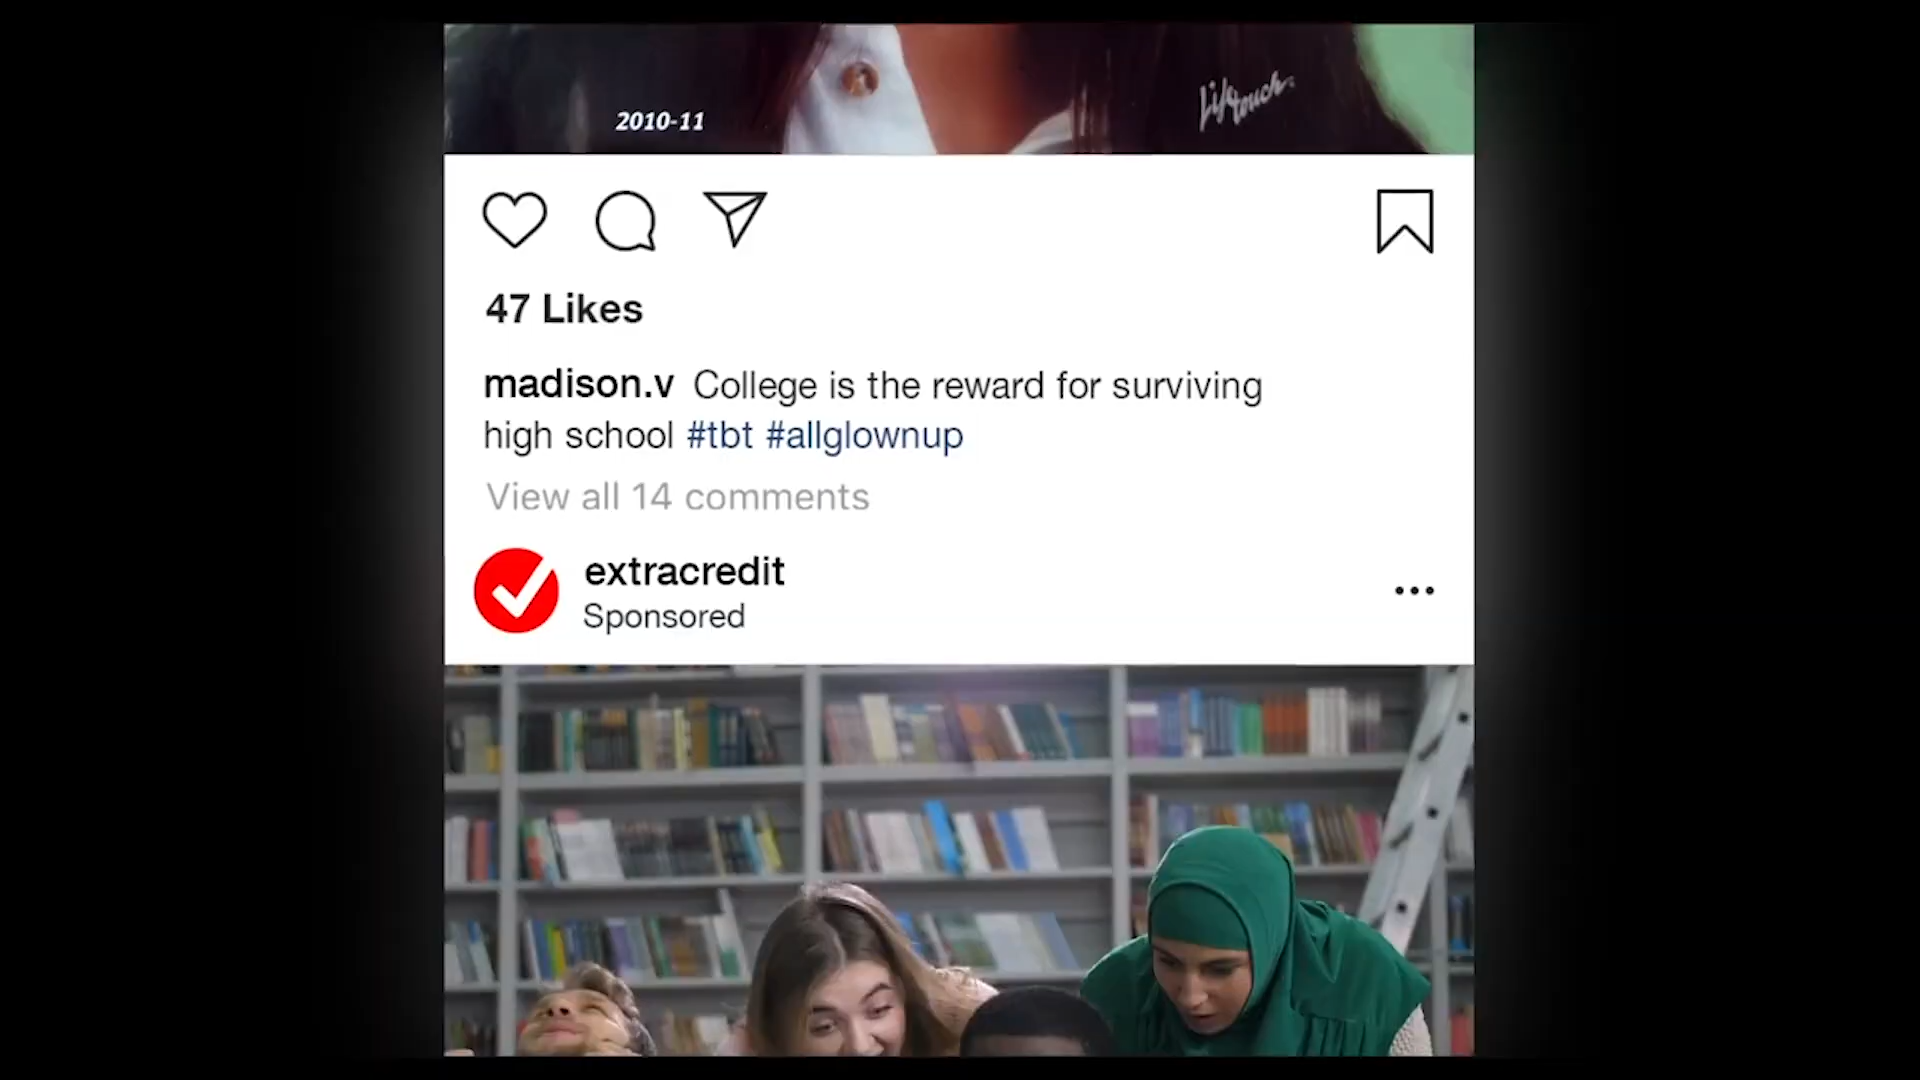 2010-11
Lifetouch.
47 Likes
madison.v College is the reward for surviving
high school #tbt #allglownup
View all 14 comments
extracredit
Sponsored